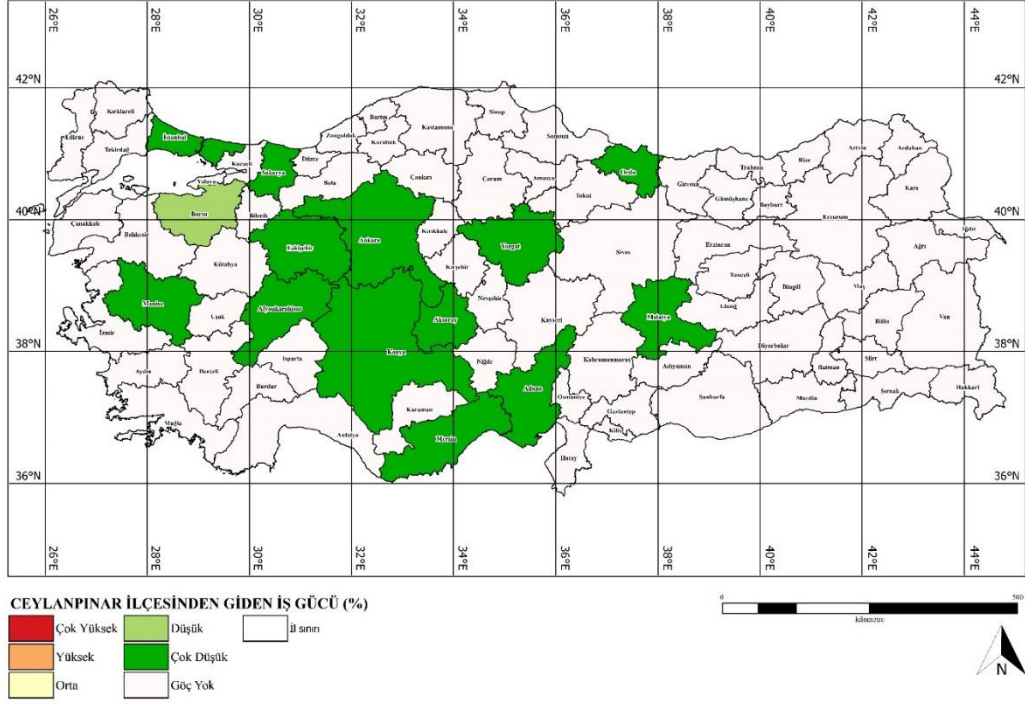 28°E 30°E 32°E 34°E 36°E 38°E 40°E 42°E 44°E
42°N 42°N
Kırklareli Edirne Tekirdağ İstanbul Kocaeli Yalova Sakarya Düzce Zonguldak Bartın Karabük Kastamonu Sinop Samsun
Bolu Çankırı Çorum Amasya Tokat Ordu Giresun Trabzon Rize Artvin Ardahan Gümüşhane Bayburt Kars
40°N 40°N
Çanakkale Balıkesir Bursa Bilecik Eskişehir Ankara Kırıkkale Yozgat Sivas Erzincan Erzurum Ağrı Iğdır
Kütahya Kırşehir Nevşehir Tunceli Bingöl Muş
Manisa Uşak Afyonkarahisar Konya Aksaray Kayseri Malatya Elazığ Bitlis Van
İzmir
38°N 38°N
Aydın Denizli Isparta Burdur Niğde Adana Kahramanmaraş Adıyaman Diyarbakır Batman Siirt
Muğla Antalya Karaman Mersin Osmaniye Gaziantep Kilis Şanlıurfa Mardin Şırnak Hakkari
Hatay
36°N 36°N
26°E 28°E 30°E 32°E 34°E 36°E 38°E 40°E 42°E 44°E
CEYLANPINAR İLÇESİNDEN GİDEN İŞ GÜCÜ (%)
Çok Yüksek Düşük İl sınırı
Yüksek Çok Düşük
Orta Göç Yok
0 500
kilometre
N